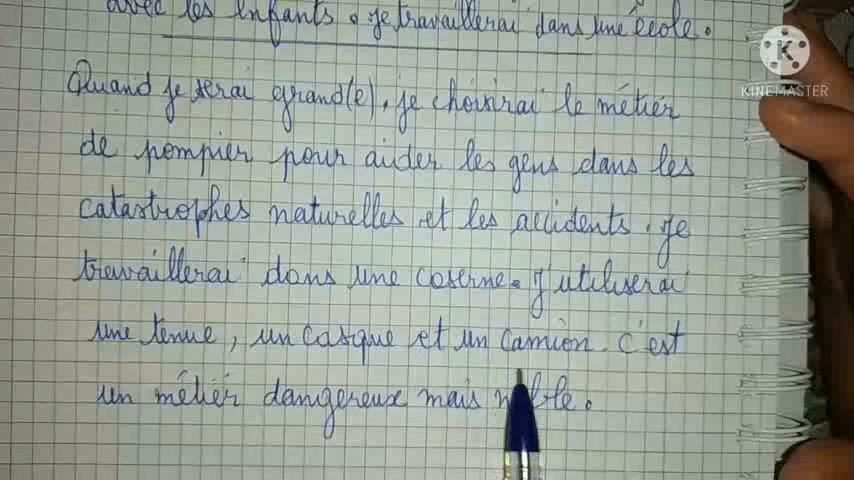 avec les enfants. je travaillerai dans une école.
Quand je serai grand(e), je choisirai le métier
de pompier pour aider les gens dans les
catastrophes naturelles et les accidents. je
travaillerai dans une caserne. j'utiliserai
une tenue, un casque et un camion. c'est
un métier dangereux mais noble.
K
KINEMASTER